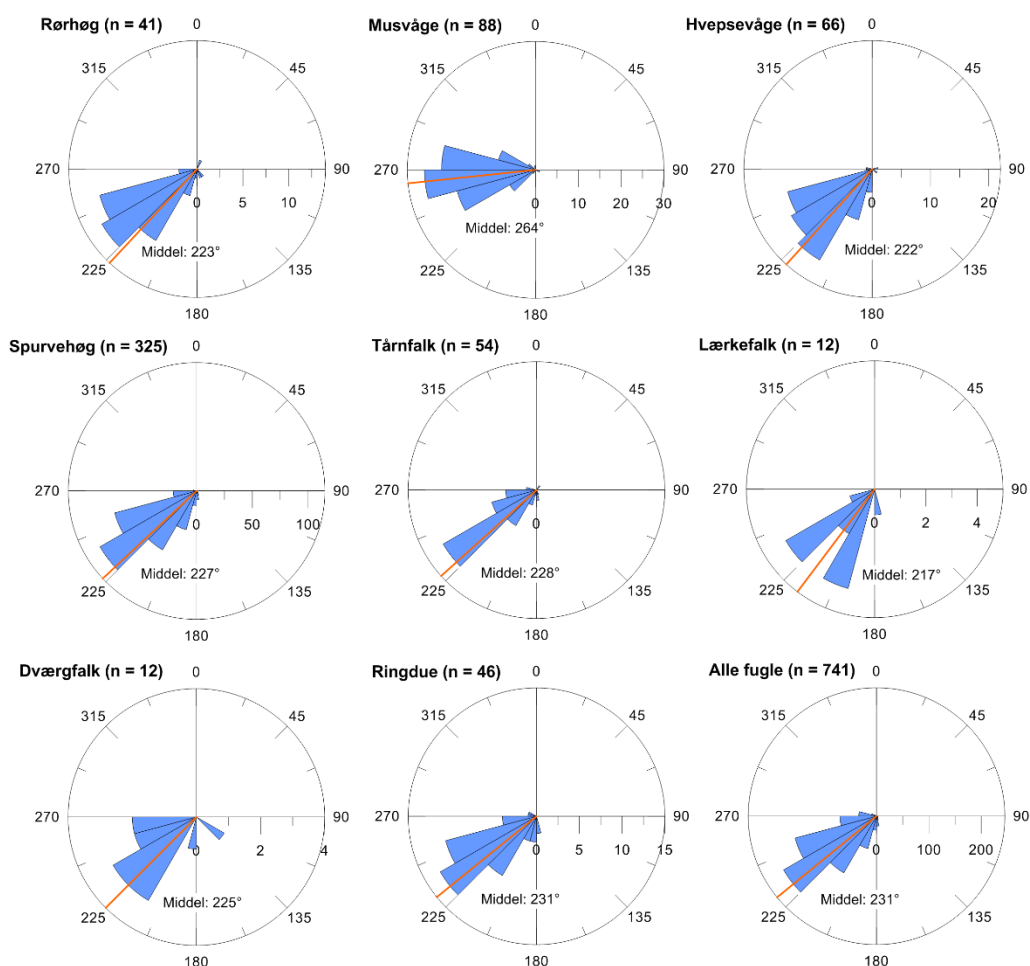 Rørhøg (n = 41)
0
45
90
135
180
225
270
315
0 5 10
Middel: 223°
Musvåge (n = 88)
0
45
90
135
180
225
270
315
0 10 20 30
Middel: 264°
Hvepsevåge (n = 66)
0
45
90
135
180
225
270
315
0 10 20
Middel: 222°
Spurvehøg (n = 325)
0
45
90
135
180
225
270
315
0 50 100
Middel: 227°
Tårnfalk (n = 54)
0
45
90
135
180
225
270
315
0
Middel: 228°
Lærkefalk (n = 12)
0
45
90
135
180
225
270
315
0 2 4
Middel: 217°
Dværgfalk (n = 12)
0
45
90
135
180
225
270
315
0 2 4
Middel: 225°
Ringdue (n = 46)
0
45
90
135
180
225
270
315
0 5 10 15
Middel: 231°
Alle fugle (n = 741)
0
45
90
135
180
225
270
315
0 100 200
Middel: 231°